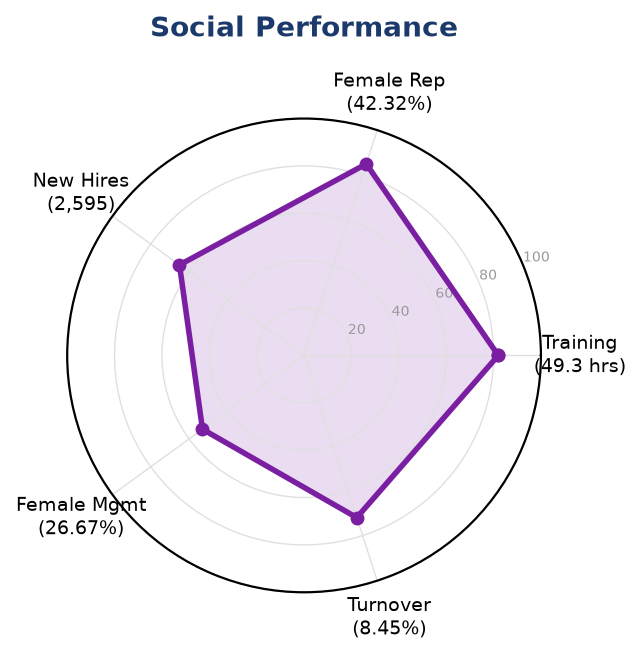 Social Performance
Female Rep
(42.32%)
New Hires
(2,595)
100
80
60
40
20
Training
(49.3 hrs)
Female Mgmt
(26.67%)
Turnover
(8.45%)